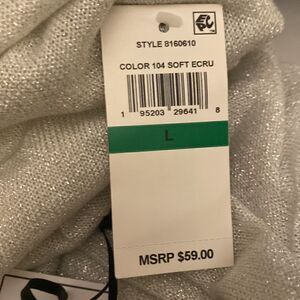 STYLE 8160610
COLOR 104 SOFT ECRU
1 95203 29641 8
L
MSRP $59.00